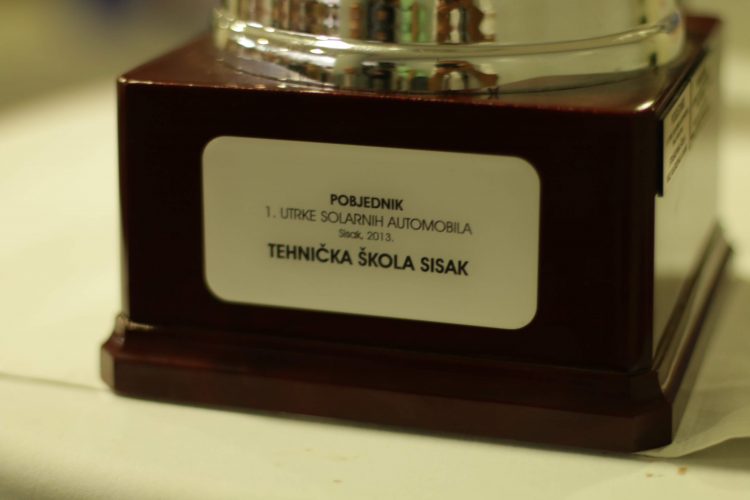 POBJEDNIK
1. UTRKE SOLARNIH AUTOMOBILA
Sisak, 2013.
TEHNIČKA ŠKOLA SISAK